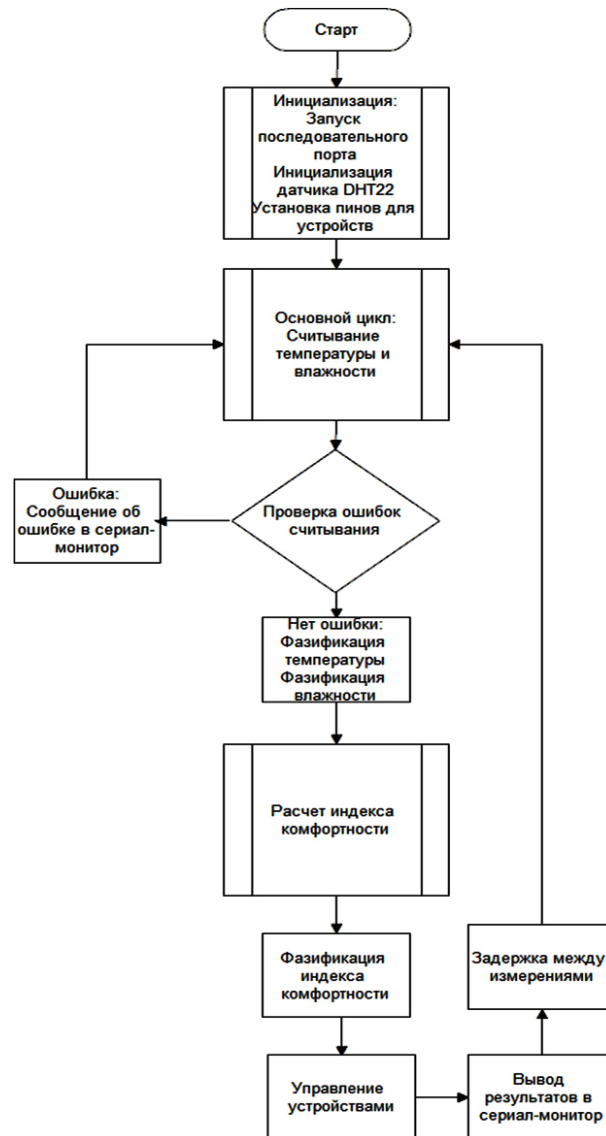 Старт
Инициализация:
Запуск
последовательного
порта
Инициализация
датчика DHT22
Установка пинов для
устройств
Основной цикл:
Считывание
температуры и
влажности
Ошибка:
Сообщение об
ошибке в сериал-
монитор
Проверка ошибок
считывания
Нет ошибки:
Фазификация
температуры
Фазификация
влажности
Расчет индекса
комфортности
Фазификация
индекса
комфортности
Задержка между
измерениями
Управление
устройствами
Вывод
результатов в
сериал-монитор